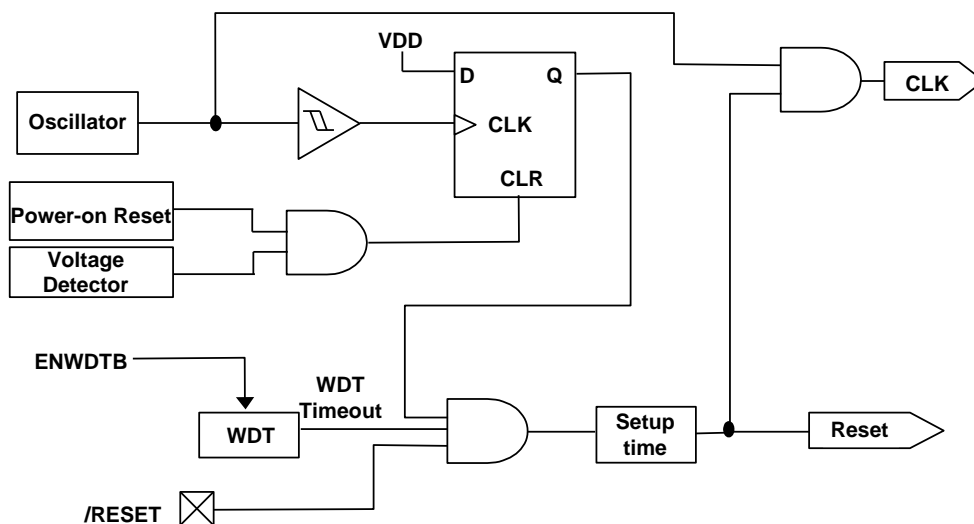 VDD
D
Q
CLK
Oscillator
CLK
CLR
Power-on Reset
Voltage
Detector
ENWDTB
WDT
Timeout
WDT
Setup
time
Reset
/RESET